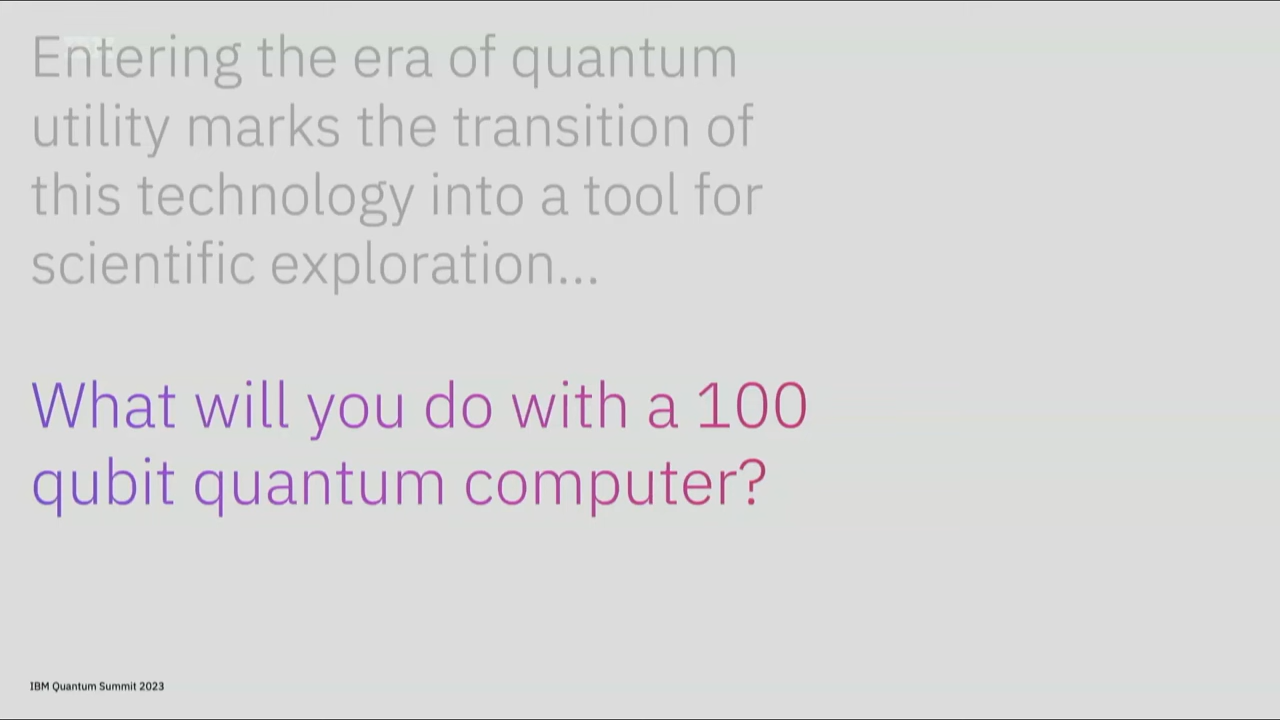 Entering the era of quantum
utility marks the transition of
this technology into a tool for
scientific exploration...
What will you do with a 100
qubit quantum computer?
IBM Quantum Summit 2023